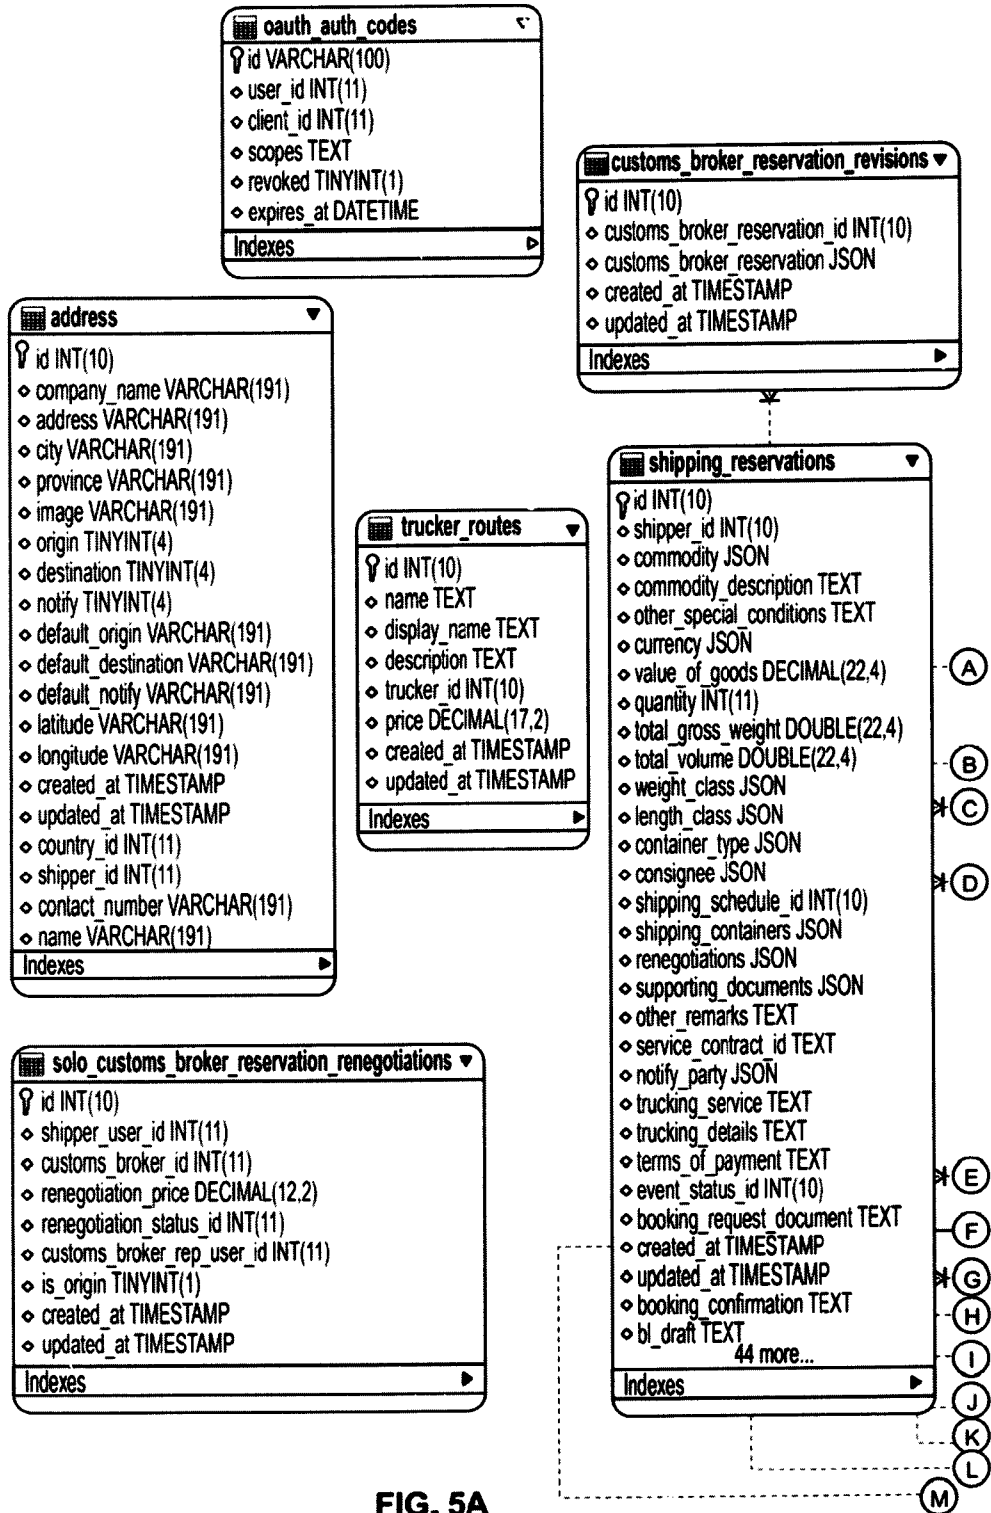 oauth_auth_codes
id VARCHAR(100)
user_id INT(11)
client_id INT(11)
scopes TEXT
revoked TINYINT(1)
expires_at DATETIME
Indexes
customs_broker_reservation_revisions
id INT(10)
customs_broker_reservation_id INT(10)
customs_broker_reservation JSON
created_at TIMESTAMP
updated_at TIMESTAMP
Indexes
address
id INT(10)
company_name VARCHAR(191)
address VARCHAR(191)
city VARCHAR(191)
province VARCHAR(191)
image VARCHAR(191)
origin TINYINT(4)
destination TINYINT(4)
notify TINYINT(4)
default_origin VARCHAR(191)
default_destination VARCHAR(191)
default_notify VARCHAR(191)
latitude VARCHAR(191)
longitude VARCHAR(191)
created_at TIMESTAMP
updated_at TIMESTAMP
country_id INT(11)
shipper_id INT(11)
contact_number VARCHAR(191)
name VARCHAR(191)
Indexes
trucker_routes
id INT(10)
name TEXT
display_name TEXT
description TEXT
trucker_id INT(10)
price DECIMAL(17,2)
created_at TIMESTAMP
updated_at TIMESTAMP
Indexes
shipping_reservations
id INT(10)
shipper_id INT(10)
commodity JSON
commodity_description TEXT
other_special_conditions TEXT
currency JSON
value_of_goods DECIMAL(22,4)
quantity INT(11)
total_gross_weight DOUBLE(22,4)
total_volume DOUBLE(22,4)
weight_class JSON
length_class JSON
container_type JSON
consignee JSON
shipping_schedule_id INT(10)
shipping_containers JSON
renegotiations JSON
supporting_documents JSON
other_remarks TEXT
service_contract_id TEXT
notify_party JSON
trucking_service TEXT
trucking_details TEXT
terms_of_payment TEXT
event_status_id INT(10)
booking_request_document TEXT
created_at TIMESTAMP
updated_at TIMESTAMP
booking_confirmation TEXT
bl_draft TEXT
44 more...
Indexes
A
B
C
D
E
F
G
H
I
J
K
L
M
solo_customs_broker_reservation_renegotiations
id INT(10)
shipper_user_id INT(11)
customs_broker_id INT(11)
renegotiation_price DECIMAL(12,2)
renegotiation_status_id INT(11)
customs_broker_rep_user_id INT(11)
is_origin TINYINT(1)
created_at TIMESTAMP
updated_at TIMESTAMP
Indexes
FIG. 5A